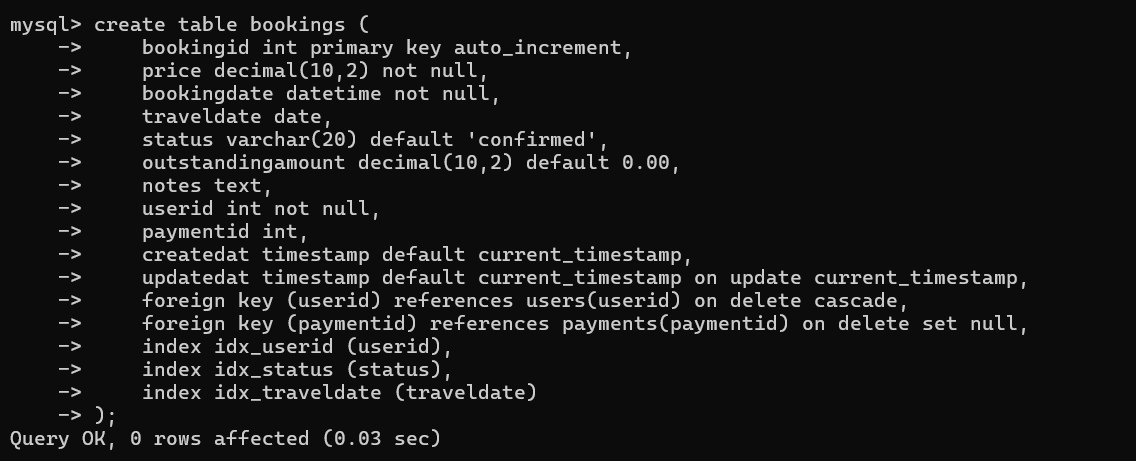 mysql> create table bookings (
    ->     bookingid int primary key auto_increment,
    ->     price decimal(10,2) not null,
    ->     bookingdate datetime not null,
    ->     traveldate date,
    ->     status varchar(20) default 'confirmed',
    ->     outstandingamount decimal(10,2) default 0.00,
    ->     notes text,
    ->     userid int not null,
    ->     paymentid int,
    ->     createdat timestamp default current_timestamp,
    ->     updatedat timestamp default current_timestamp on update current_timestamp,
    ->     foreign key (userid) references users(userid) on delete cascade,
    ->     foreign key (paymentid) references payments(paymentid) on delete set null,
    ->     index idx_userid (userid),
    ->     index idx_status (status),
    ->     index idx_traveldate (traveldate)
    -> );
Query OK, 0 rows affected (0.03 sec)